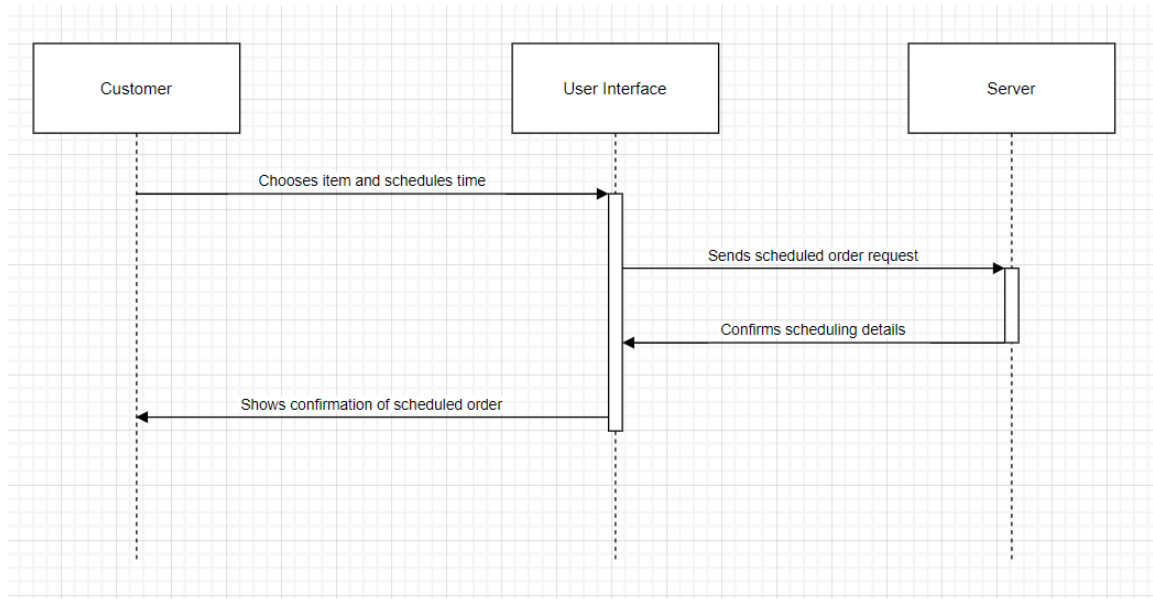 Customer
User Interface
Server
Chooses item and schedules time
Sends scheduled order request
Confirms scheduling details
Shows confirmation of scheduled order